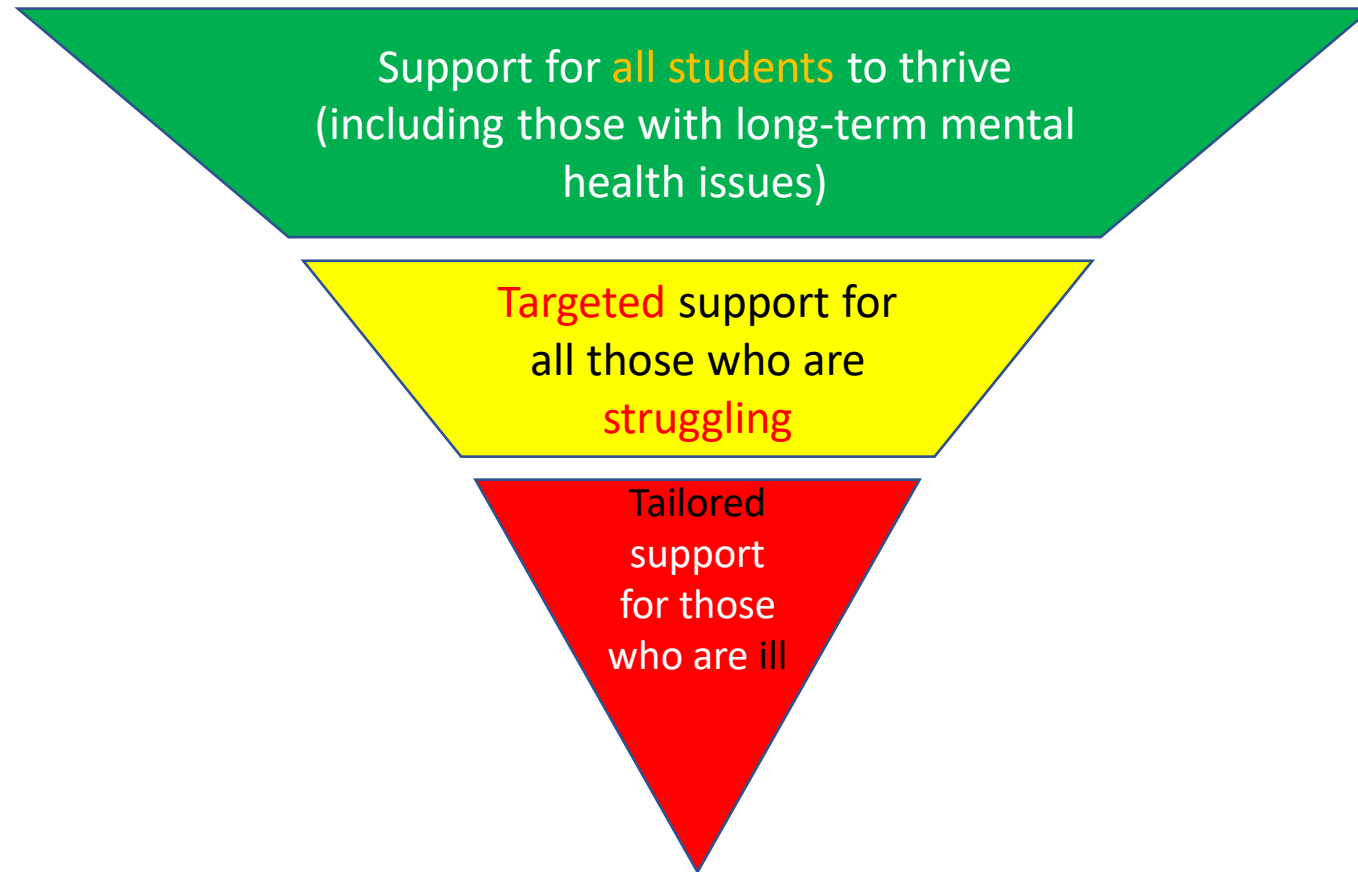 Support for all students to thrive
(including those with long-term mental
health issues)
Targeted support for
all those who are
struggling
Tailored
support
for those
who are ill